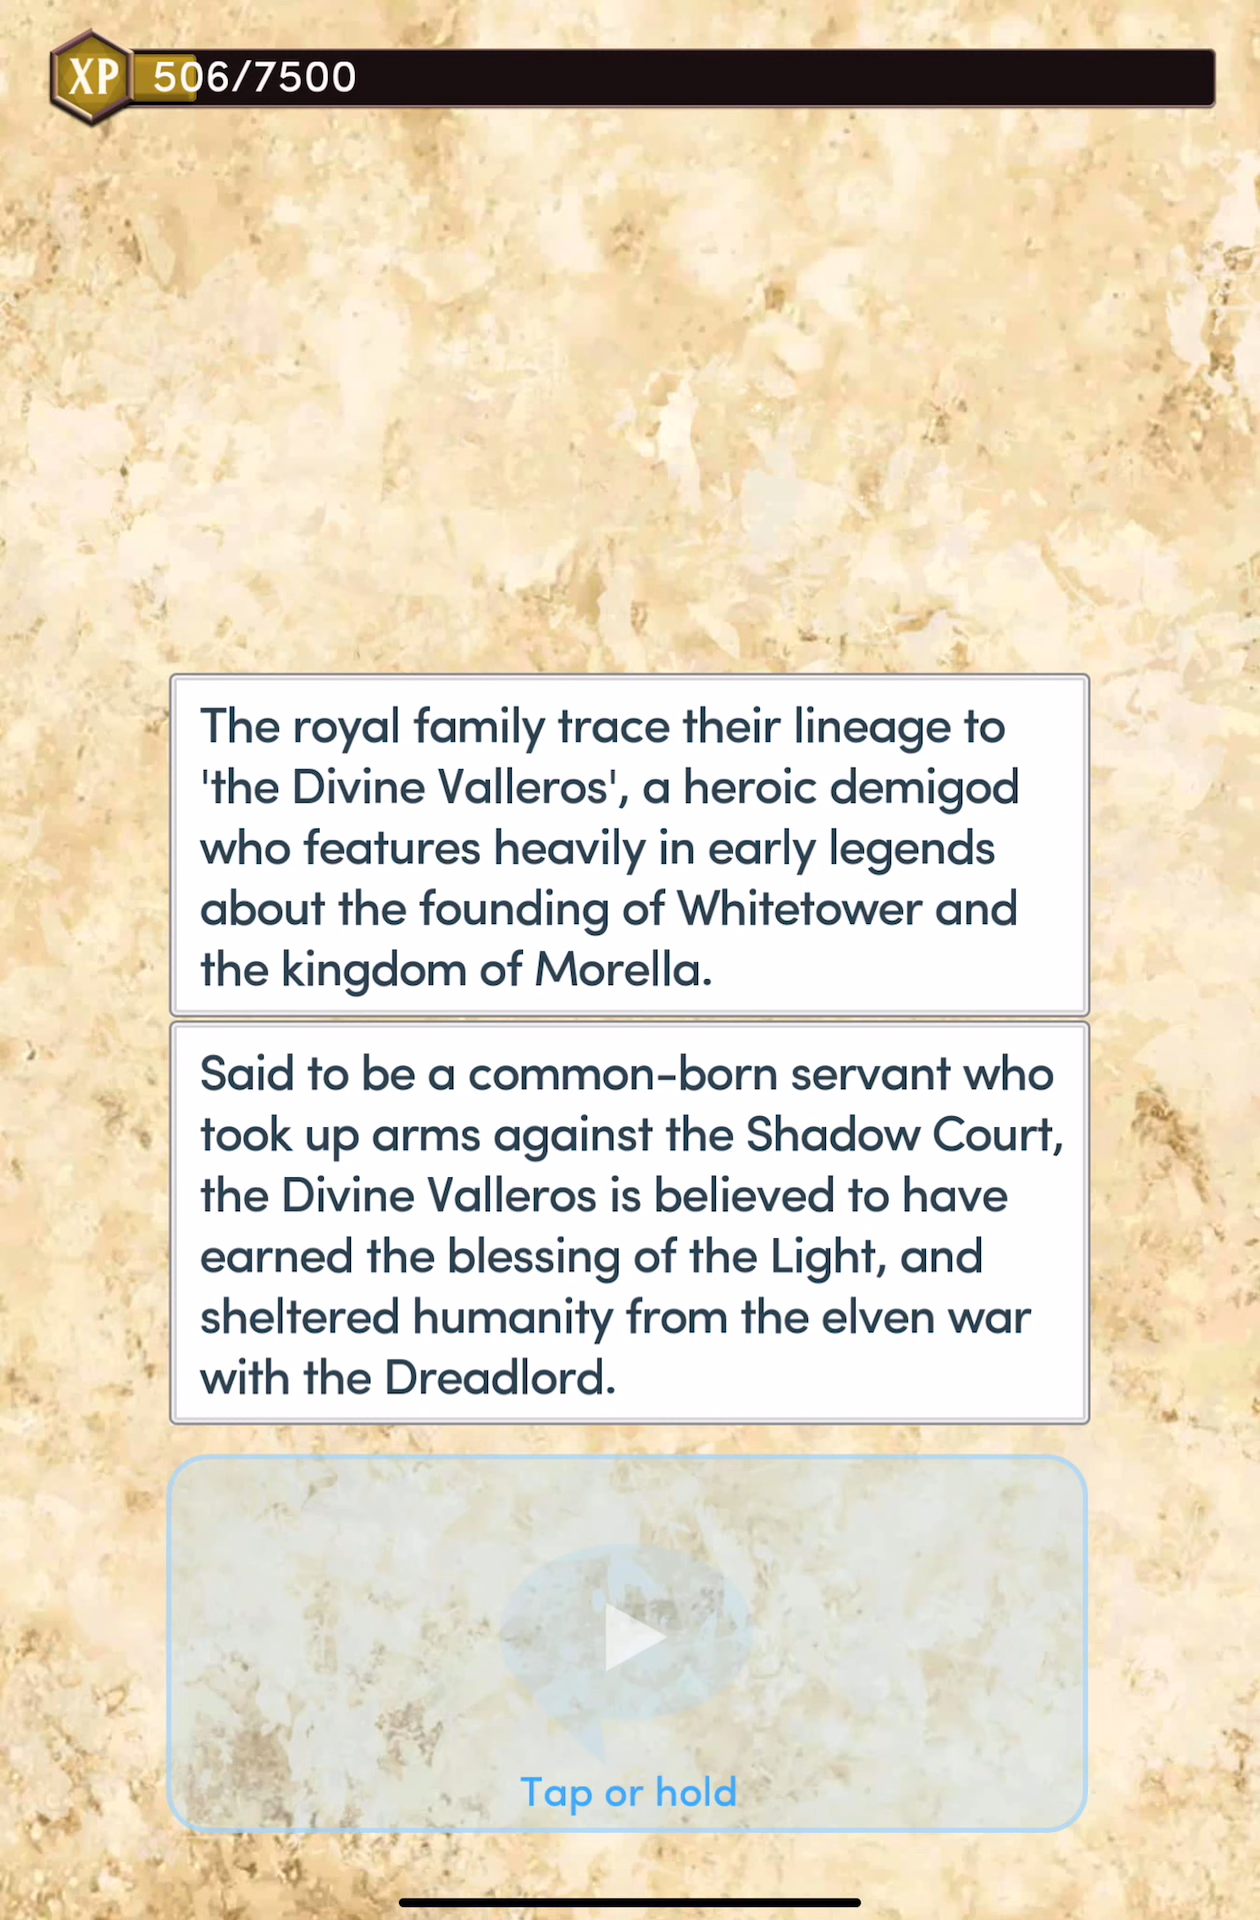 XP 506/7500
The royal family trace their lineage to
'the Divine Valleros', a heroic demigod
who features heavily in early legends
about the founding of Whitetower and
the kingdom of Morella.
Said to be a common-born servant who
took up arms against the Shadow Court,
the Divine Valleros is believed to have
earned the blessing of the Light, and
sheltered humanity from the elven war
with the Dreadlord.
Tap or hold